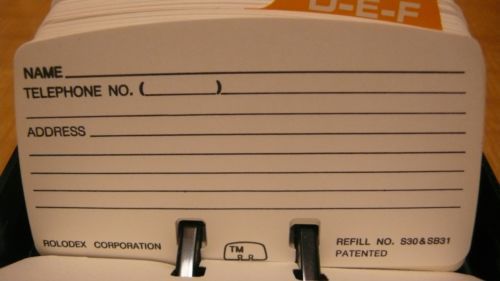 D-E-F
NAME
TELEPHONE NO. (        )
ADDRESS
ROLODEX CORPORATION
TM
REFILL NO. S30&SB31
PATENTED